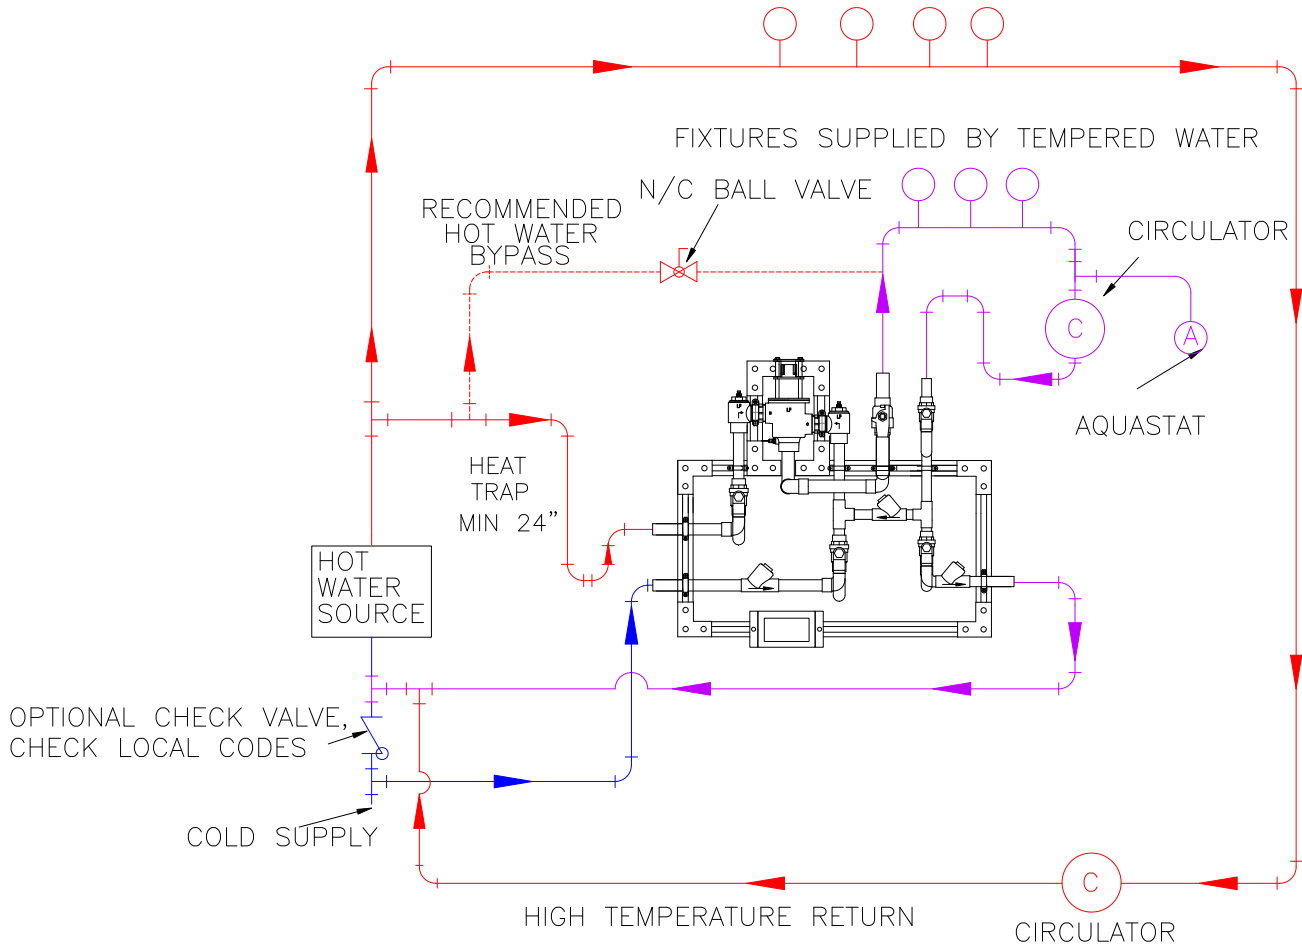 FIXTURES SUPPLIED BY TEMPERED WATER
N/C BALL VALVE
RECOMMENDED
HOT WATER
BYPASS
CIRCULATOR
C
A
AQUASTAT
HEAT
TRAP
MIN 24"
HOT
WATER
SOURCE
OPTIONAL CHECK VALVE,
CHECK LOCAL CODES
COLD SUPPLY
C
HIGH TEMPERATURE RETURN
CIRCULATOR